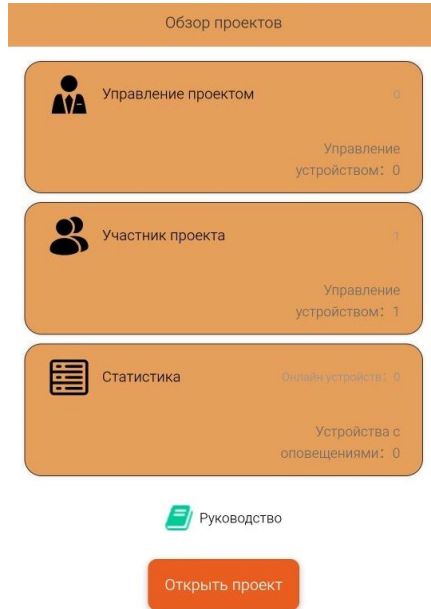 Обзор проектов
Управление проектом 0
Управление
устройством: 0
Участник проекта 1
Управление
устройством: 1
Статистика Онлайн устройств: 0
Устройства с
оповещениями: 0
Руководство
Открыть проект